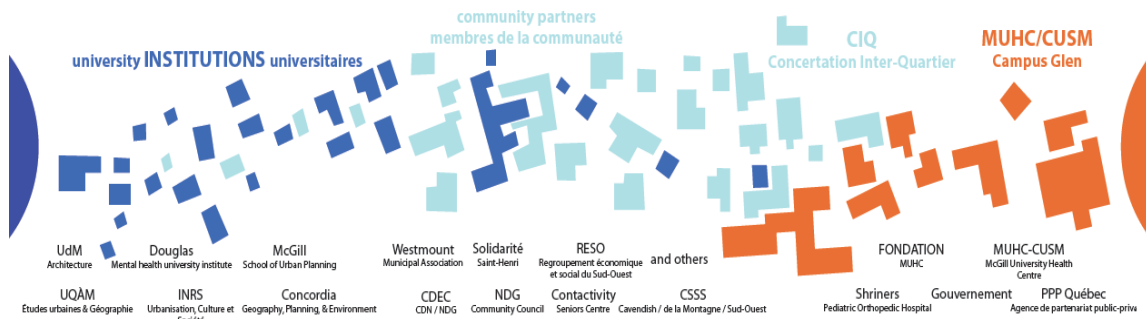 community partners
membres de la communauté
university INSTITUTIONS universitaires
CIQ
Concertation Inter-Quartier
MUHC/CUSM
Campus Glen
UdM
Architecture
Douglas
Mental health university institute
McGill
School of Urban Planning
Westmount
Municipal Association
Solidarité
Saint-Henri
RESO
Regroupement économique
et social du Sud-Ouest
and others
FONDATION
MUHC
MUHC-CUSM
McGill University Health
Centre
UQÀM
Études urbaines & Géographie
INRS
Urbanisation, Culture et
Concordia
Geography, Planning, & Environment
CDEC
CDN / NDG
NDG
Community Council
Contactivity
Seniors Centre
CSSS
Cavendish / de la Montagne / Sud-Ouest
Shriners
Pediatric Orthopedic Hospital
Gouvernement
PPP Québec
Agence de partenariat public-priva